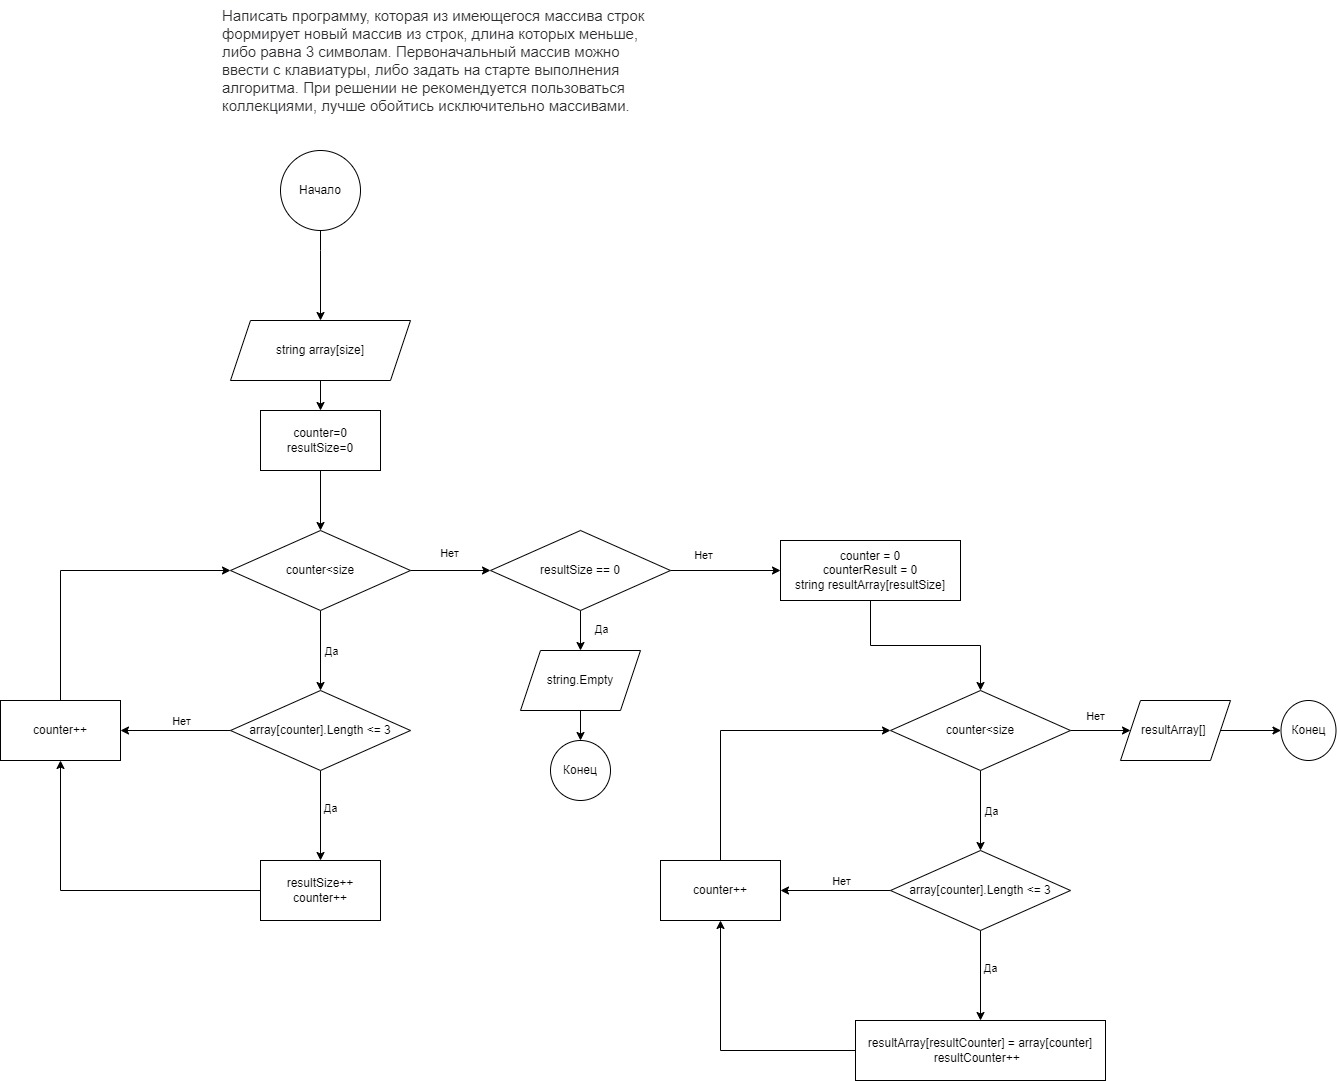 Написать программу, которая из имеющегося массива строк
формирует новый массив из строк, длина которых меньше,
либо равна 3 символам. Первоначальный массив можно
ввести с клавиатуры, либо задать на старте выполнения
алгоритма. При решении не рекомендуется пользоваться
коллекциями, лучше обойтись исключительно массивами.
Начало
string array[size]
counter=0
resultSize=0
counter<size
Нет
resultSize == 0
Нет
counter = 0
counterResult = 0
string resultArray[resultSize]
Да
Да
string.Empty
Конец
counter++
Нет
array[counter].Length <= 3
Да
resultSize++
counter++
counter<size
Нет
resultArray[]
Конец
Да
counter++
Нет
array[counter].Length <= 3
Да
resultArray[resultCounter] = array[counter]
resultCounter++